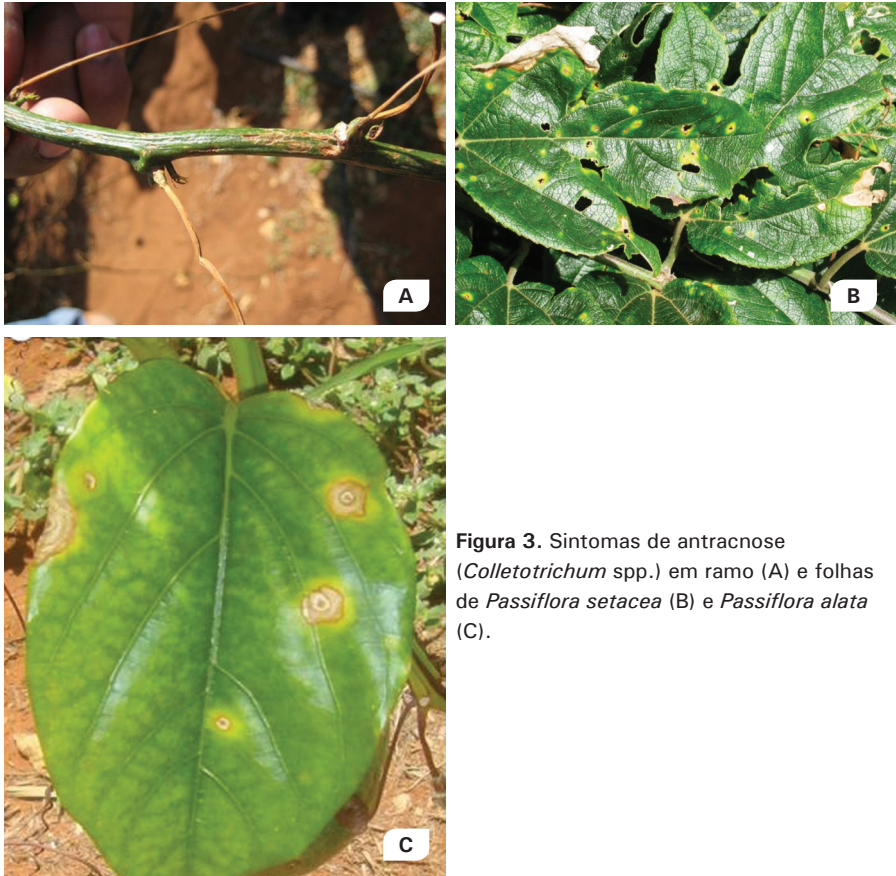 A
B
C
Figura 3. Sintomas de antracnose
(Colletotrichum spp.) em ramo (A) e folhas
de Passiflora setacea (B) e Passiflora alata
(C).